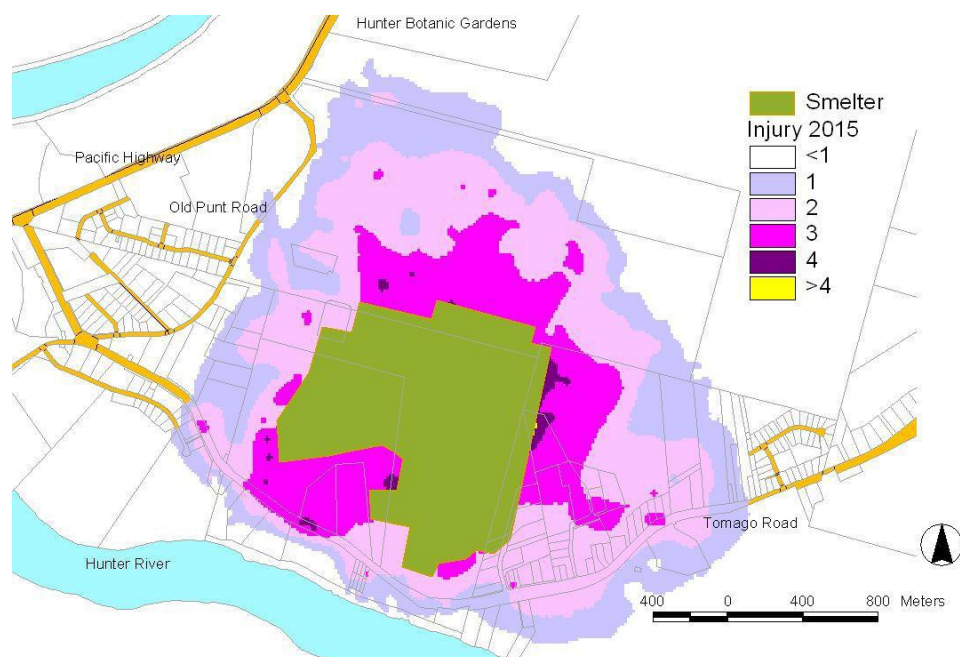 Hunter Botanic Gardens
Smelter
Injury 2015
<1
1
2
3
4
>4
Pacific Highway
Old Punt Road
Tomago Road
Hunter River
400 0 400 800 Meters